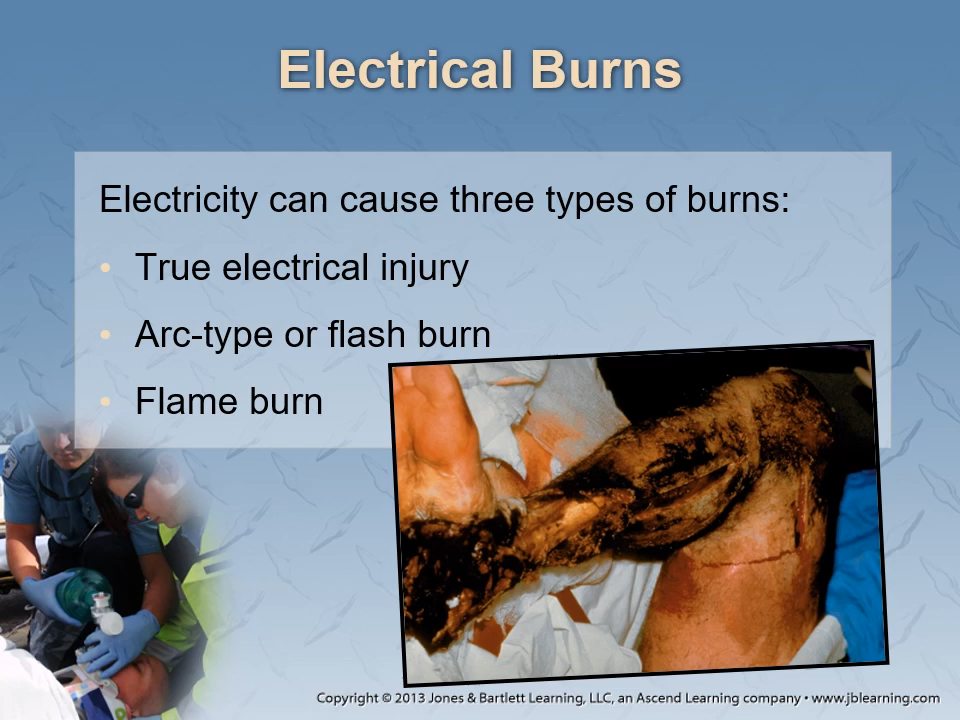 Electrical Burns
Electricity can cause three types of burns:
• True electrical injury
• Arc-type or flash burn
• Flame burn
Copyright © 2013 Jones & Bartlett Learning, LLC, an Ascend Learning company • www.jblearning.com